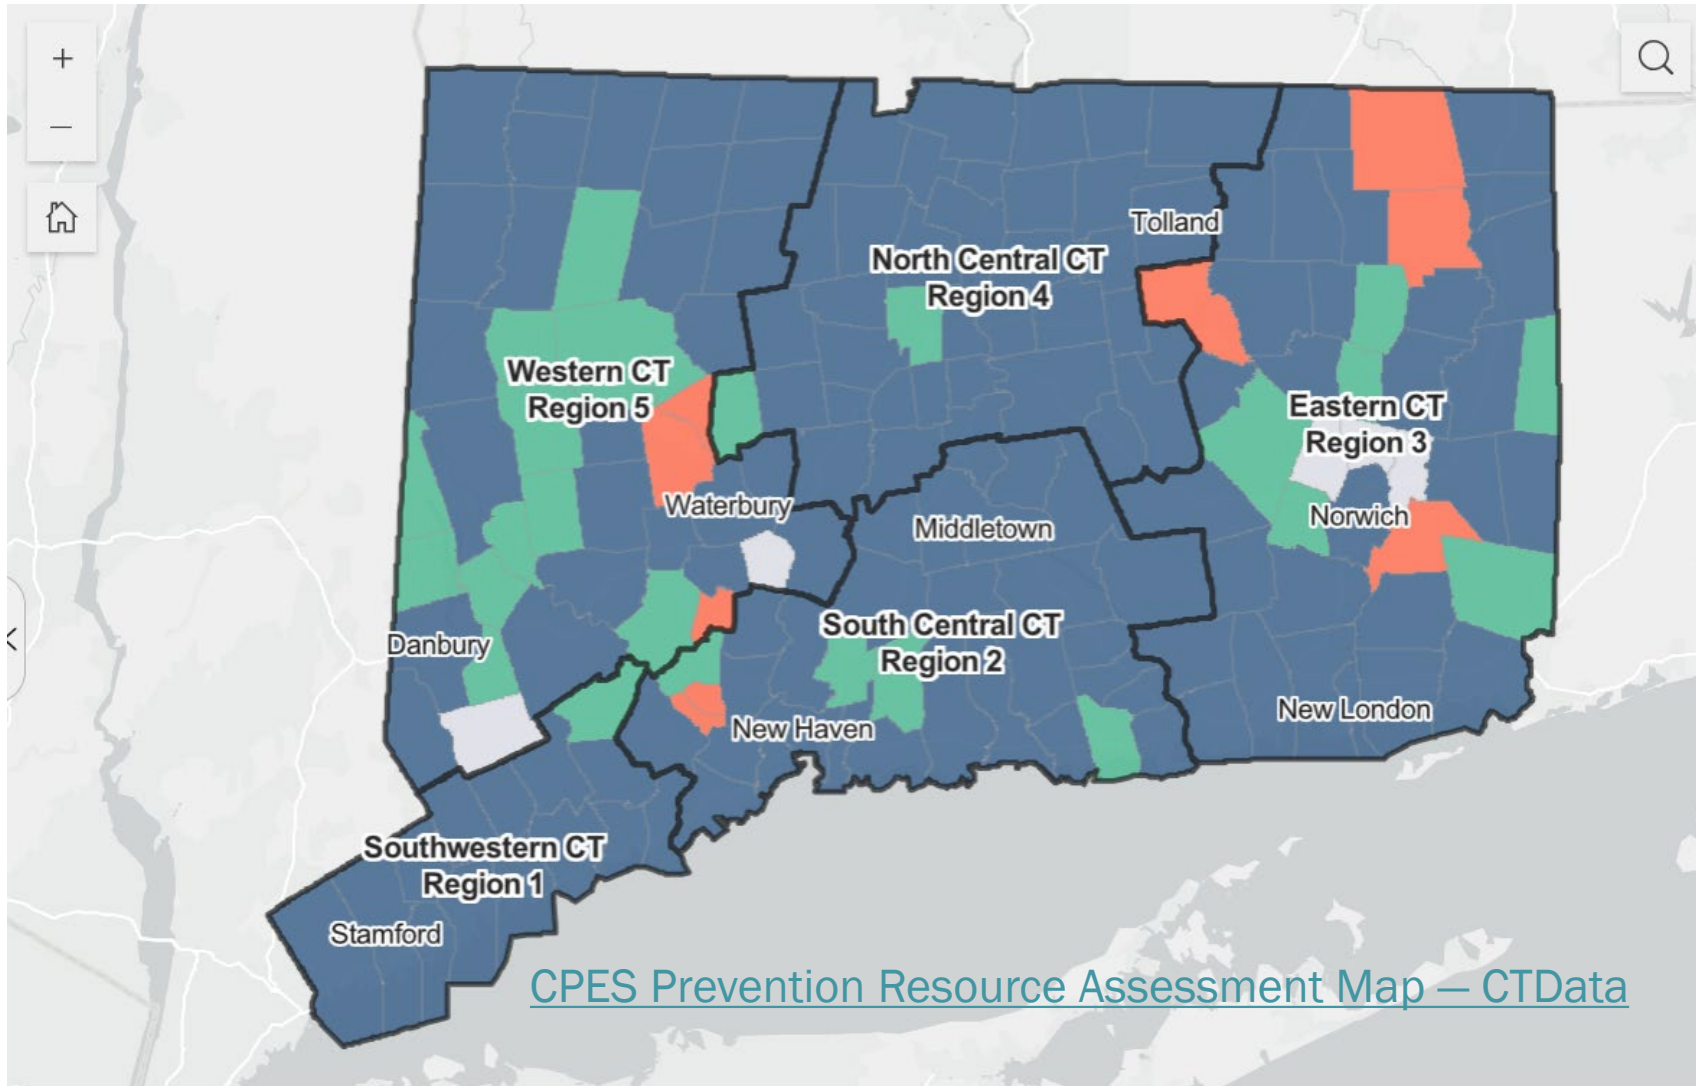 +
–
Tolland
North Central CT
Region 4
Western CT
Region 5
Eastern CT
Region 3
Waterbury
Middletown
Norwich
South Central CT
Region 2
Danbury
New Haven
New London
Southwestern CT
Region 1
Stamford
CPES Prevention Resource Assessment Map — CTData